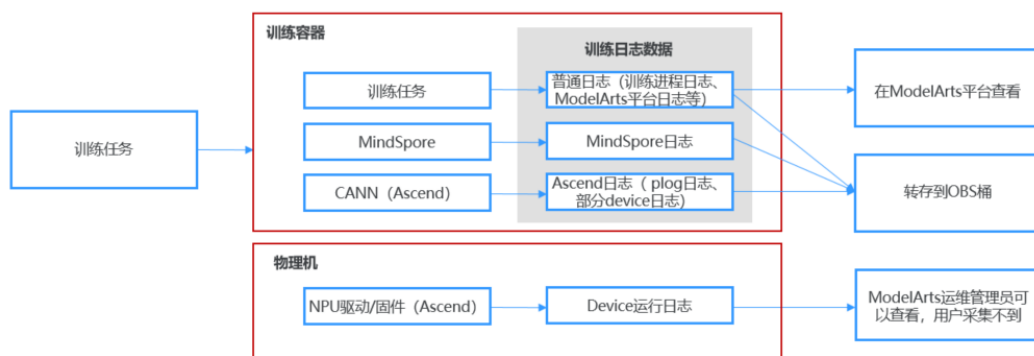 训练容器
训练日志数据
训练任务
训练任务
普通日志（训练进程日志、
ModelArts平台日志等）
在ModelArts平台查看
MindSpore
MindSpore日志
CANN（Ascend）
Ascend日志（ plog日志、
部分device日志）
转存到OBS桶
物理机
NPU驱动/固件（Ascend）
Device运行日志
ModelArts运维管理员可
以查看，用户采集不到